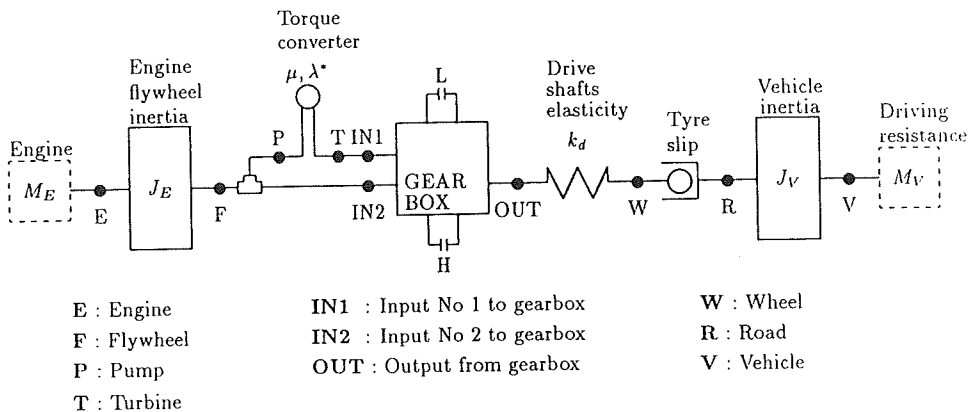 Torque
converter
μ, λ*
Engine
flywheel
inertia
L
Drive
shafts
elasticity
k_d
Tyre
slip
Vehicle
inertia
Driving
resistance
Engine
M_E
E
J_E
F
P
T
IN1
IN2
GEAR
BOX
H
OUT
W
R
J_V
V
M_V
E : Engine
F : Flywheel
P : Pump
T : Turbine
IN1 : Input No 1 to gearbox
IN2 : Input No 2 to gearbox
OUT : Output from gearbox
W : Wheel
R : Road
V : Vehicle